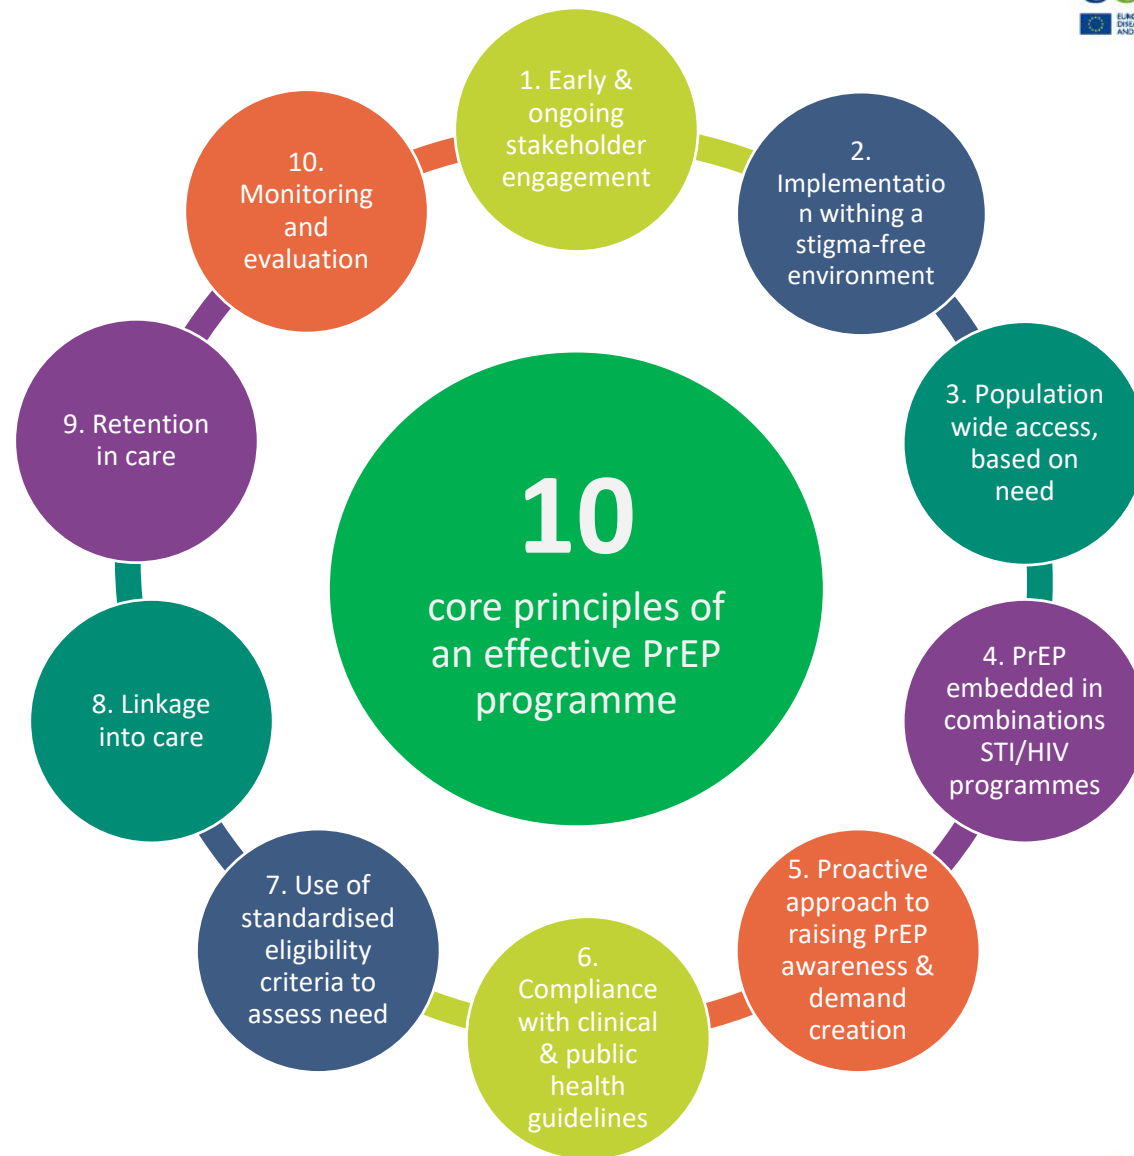 1. Early &
ongoing
stakeholder
engagement
2.
Implementatio
n withing a
stigma-free
environment
3. Population
wide access,
based on
need
4. PrEP
embedded in
combinations
STI/HIV
programmes
5. Proactive
approach to
raising PrEP
awareness &
demand
creation
6.
Compliance
with clinical
& public
health
guidelines
7. Use of
standardised
eligibility
criteria to
assess need
8. Linkage
into care
9. Retention
in care
10.
Monitoring
and
evaluation
10
core principles of
an effective PrEP
programme